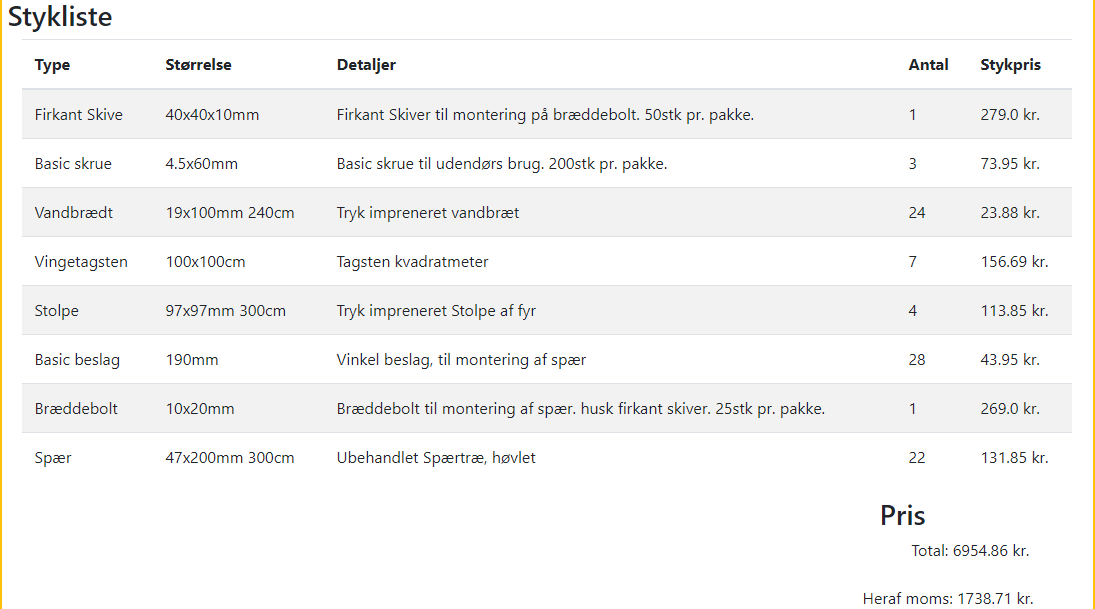 Stykliste
Type Størrelse Detaljer Antal Stykpris
Firkant Skive 40x40x10mm Firkant Skiver til montering på bræddebolt. 50stk pr. pakke. 1 279.0 kr.
Basic skrue 4.5x60mm Basic skrue til udendørs brug. 200stk pr. pakke. 3 73.95 kr.
Vandbrædt 19x100mm 240cm Tryk impreneret vandbræt 24 23.88 kr.
Vingetagsten 100x100cm Tagsten kvadratmeter 7 156.69 kr.
Stolpe 97x97mm 300cm Tryk impreneret Stolpe af fyr 4 113.85 kr.
Basic beslag 190mm Vinkel beslag, til montering af spær 28 43.95 kr.
Bræddebolt 10x20mm Bræddebolt til montering af spær. husk firkant skiver. 25stk pr. pakke. 1 269.0 kr.
Spær 47x200mm 300cm Ubehandlet Spærtræ, høvlet 22 131.85 kr.
Pris
Total: 6954.86 kr.
Heraf moms: 1738.71 kr.